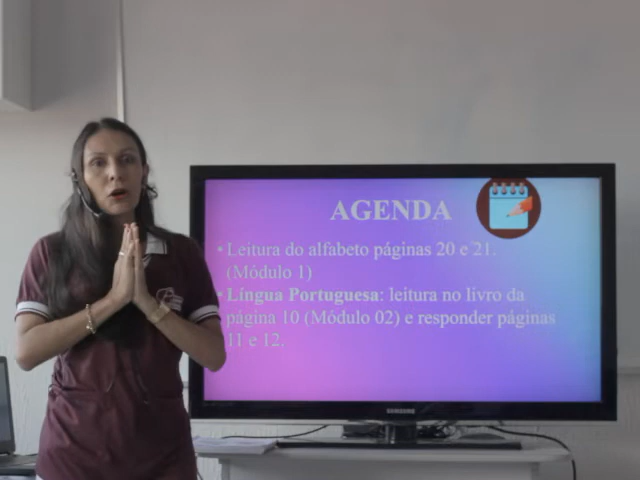 AGENDA
• Leitura do alfabeto páginas 20 e 21.
(Módulo 1)
• Língua Portuguesa: leitura no livro da
página 10 (Módulo 02) e responder páginas
11 e 12.
SAMSUNG